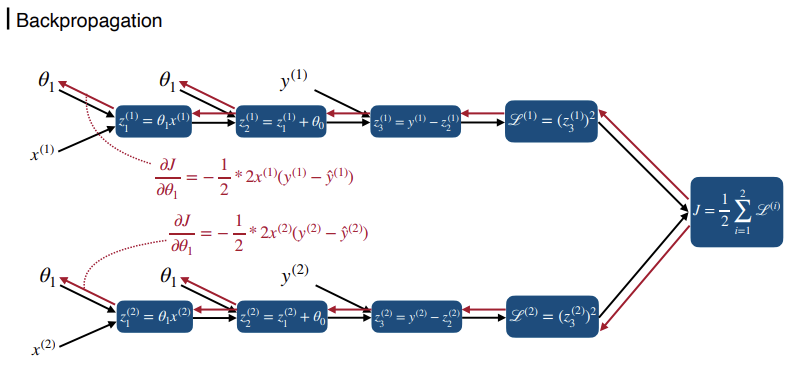 Backpropagation
θ₁ θ₁ y⁽¹⁾
z₁⁽¹⁾ = θ₁x⁽¹⁾ z₂⁽¹⁾ = z₁⁽¹⁾ + θ₀ z₃⁽¹⁾ = y⁽¹⁾ − z₂⁽¹⁾ ℒ⁽¹⁾ = (z₃⁽¹⁾)²
x⁽¹⁾
∂J/∂θ₁ = − 1/2 * 2x⁽¹⁾(y⁽¹⁾ − ŷ⁽¹⁾)
J = 1/2 ∑ᵢ₌₁² ℒ⁽ⁱ⁾
∂J/∂θ₁ = − 1/2 * 2x⁽²⁾(y⁽²⁾ − ŷ⁽²⁾)
θ₁ θ₁ y⁽²⁾
z₁⁽²⁾ = θ₁x⁽²⁾ z₂⁽²⁾ = z₁⁽²⁾ + θ₀ z₃⁽²⁾ = y⁽²⁾ − z₂⁽²⁾ ℒ⁽²⁾ = (z₃⁽²⁾)²
x⁽²⁾